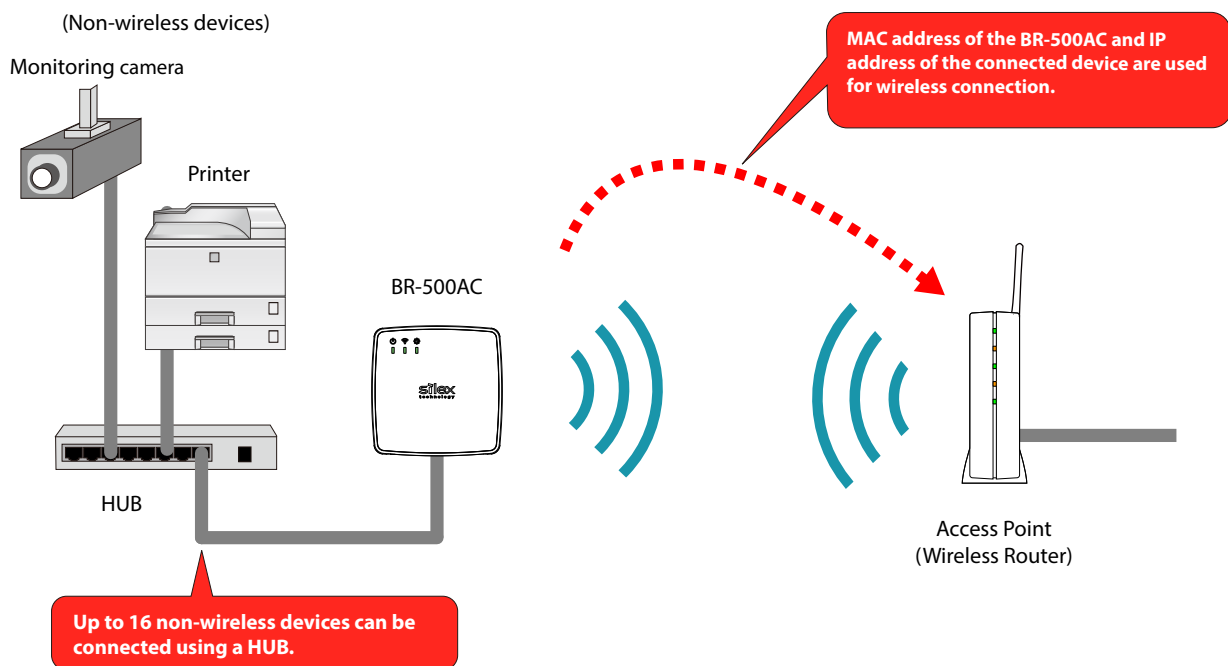 (Non-wireless devices)
Monitoring camera
MAC address of the BR-500AC and IP
address of the connected device are used
for wireless connection.
Printer
BR-500AC
silex
technology
HUB
Access Point
(Wireless Router)
Up to 16 non-wireless devices can be
connected using a HUB.